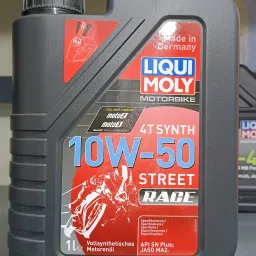 Made in
Germany
LIQUI
MOLY
MOTORBIKE
4T SYNTH
10W-50
STREET
RACE
Vollsynthetisches
Motorenöl
API SN Plus;
JASO MA2.